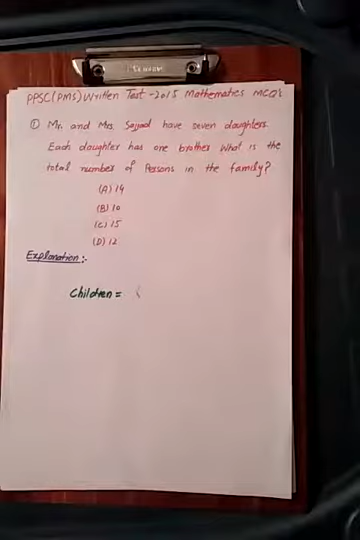 PPSC(PMS) Written Test-2015 Mathematics MCQ's
① Mr. and Mrs Sajjad have seven daughters.
Each daughter has one brother What is the
total number of Persons in the family?
(A) 14
(B) 10
(C) 15
(D) 12
Explanation:-
Children =